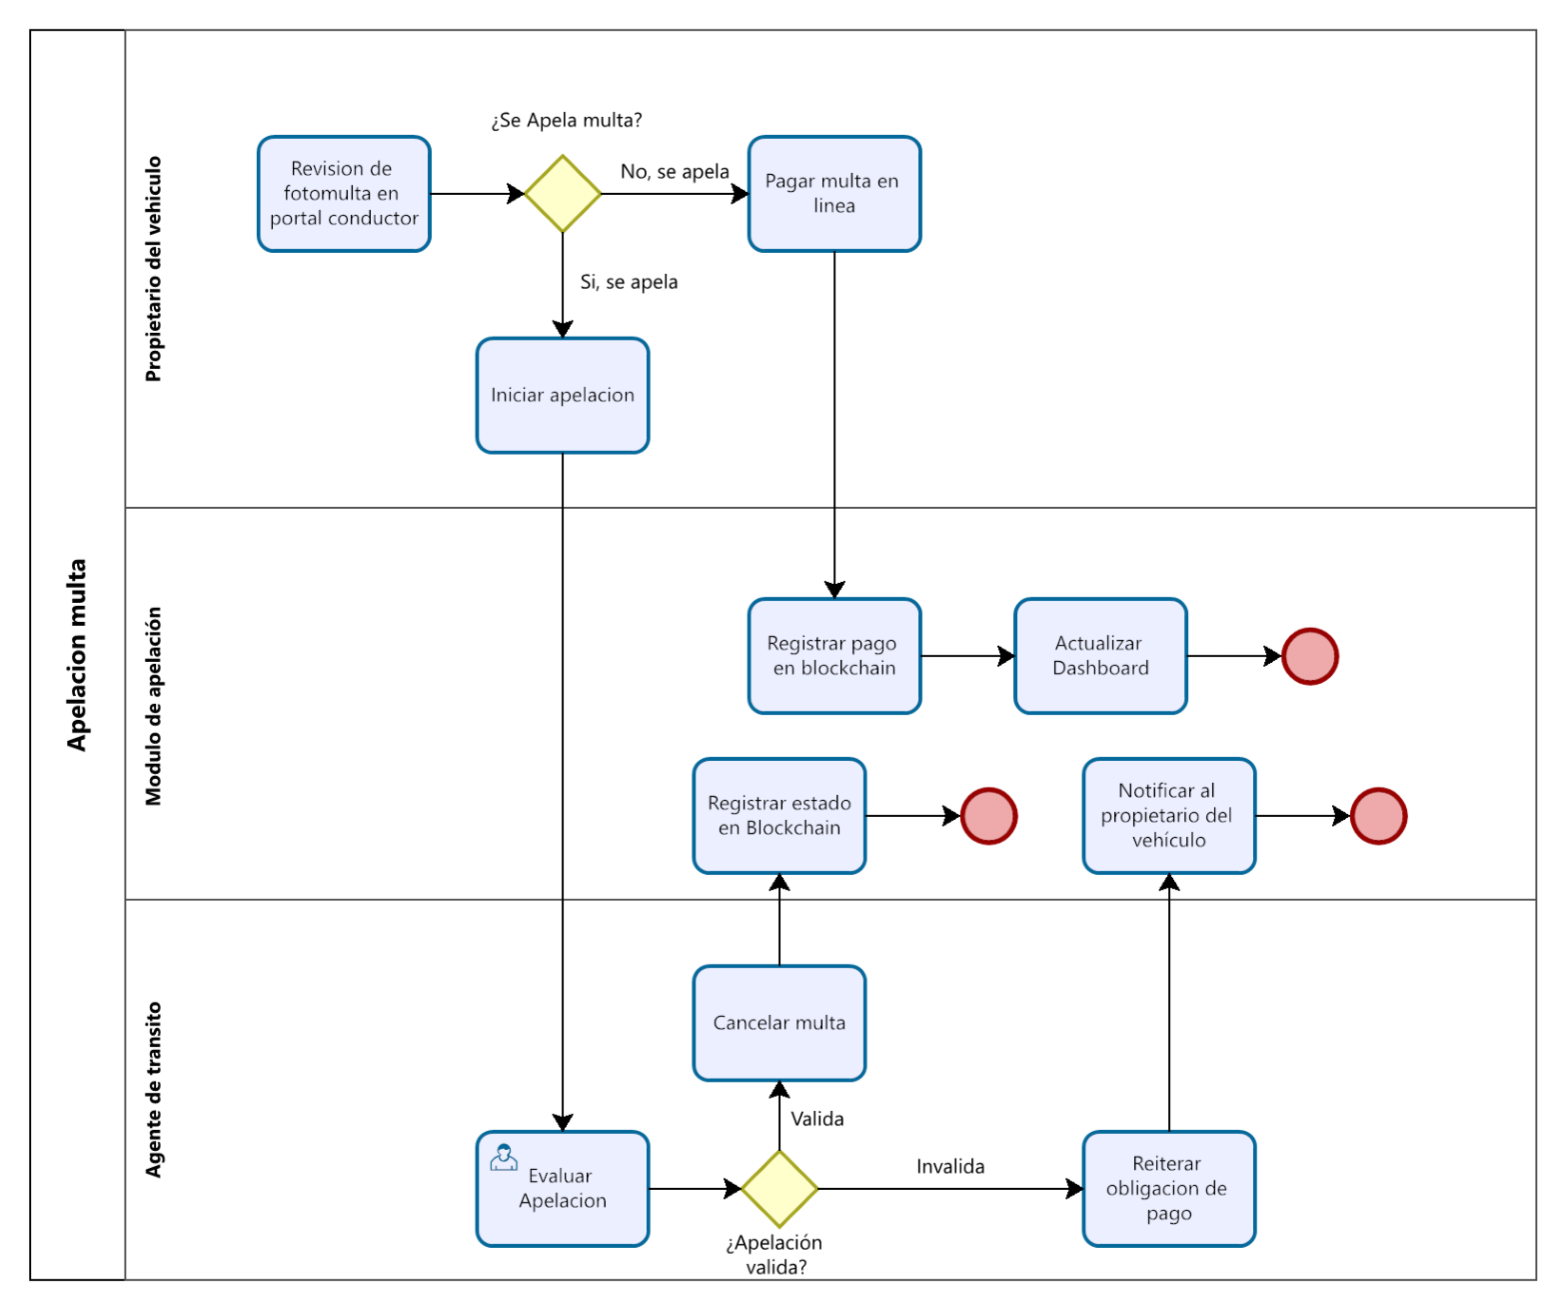 Apelacion multa
Propietario del vehiculo
¿Se Apela multa?
Revision de
fotomulta en
portal conductor
No, se apela
Pagar multa en
linea
Si, se apela
Iniciar apelacion
Modulo de apelación
Registrar pago
en blockchain
Actualizar
Dashboard
Registrar estado
en Blockchain
Notificar al
propietario del
vehículo
Agente de transito
Cancelar multa
Valida
Evaluar
Apelacion
Invalida
Reiterar
obligacion de
pago
¿Apelación
valida?